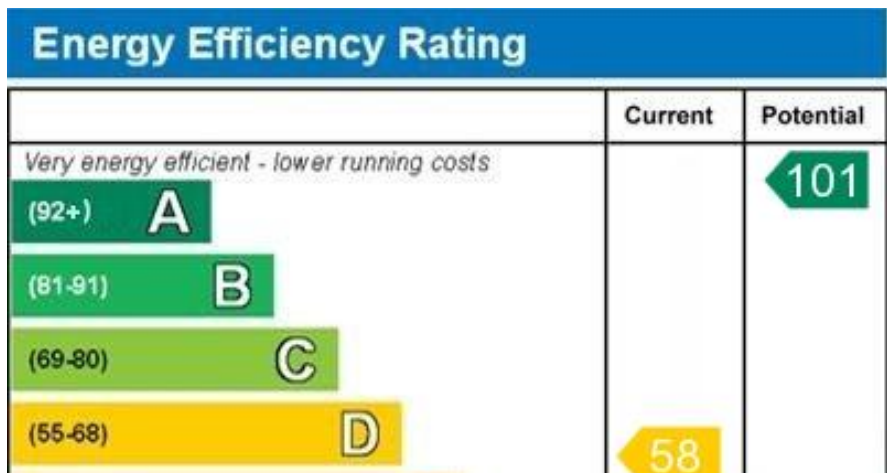 Energy Efficiency Rating
Current Potential
Very energy efficient - lower running costs
101
(92+) A
(81-91) B
(69-80) C
(55-68) D
58